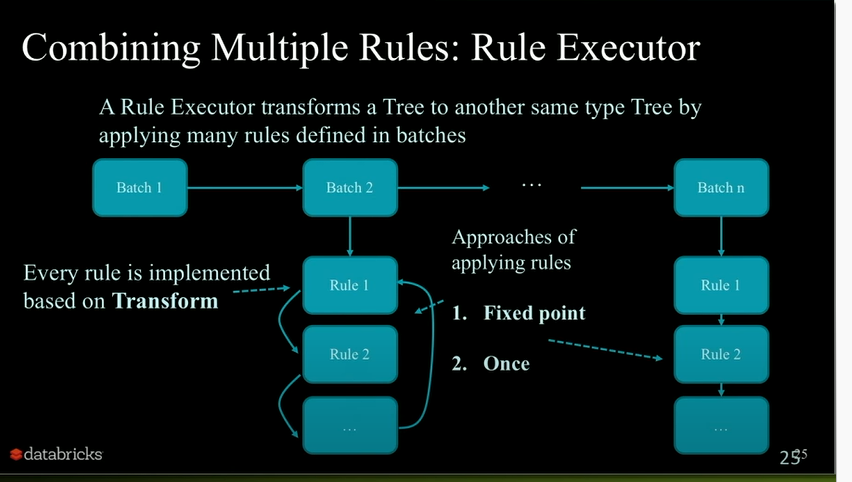 Combining Multiple Rules: Rule Executor
A Rule Executor transforms a Tree to another same type Tree by
applying many rules defined in batches
Batch 1
Batch 2
...
Batch n
Approaches of
applying rules
Every rule is implemented
based on Transform
Rule 1
Rule 1
1. Fixed point
Rule 2
2. Once
Rule 2
...
...
databricks
25
25